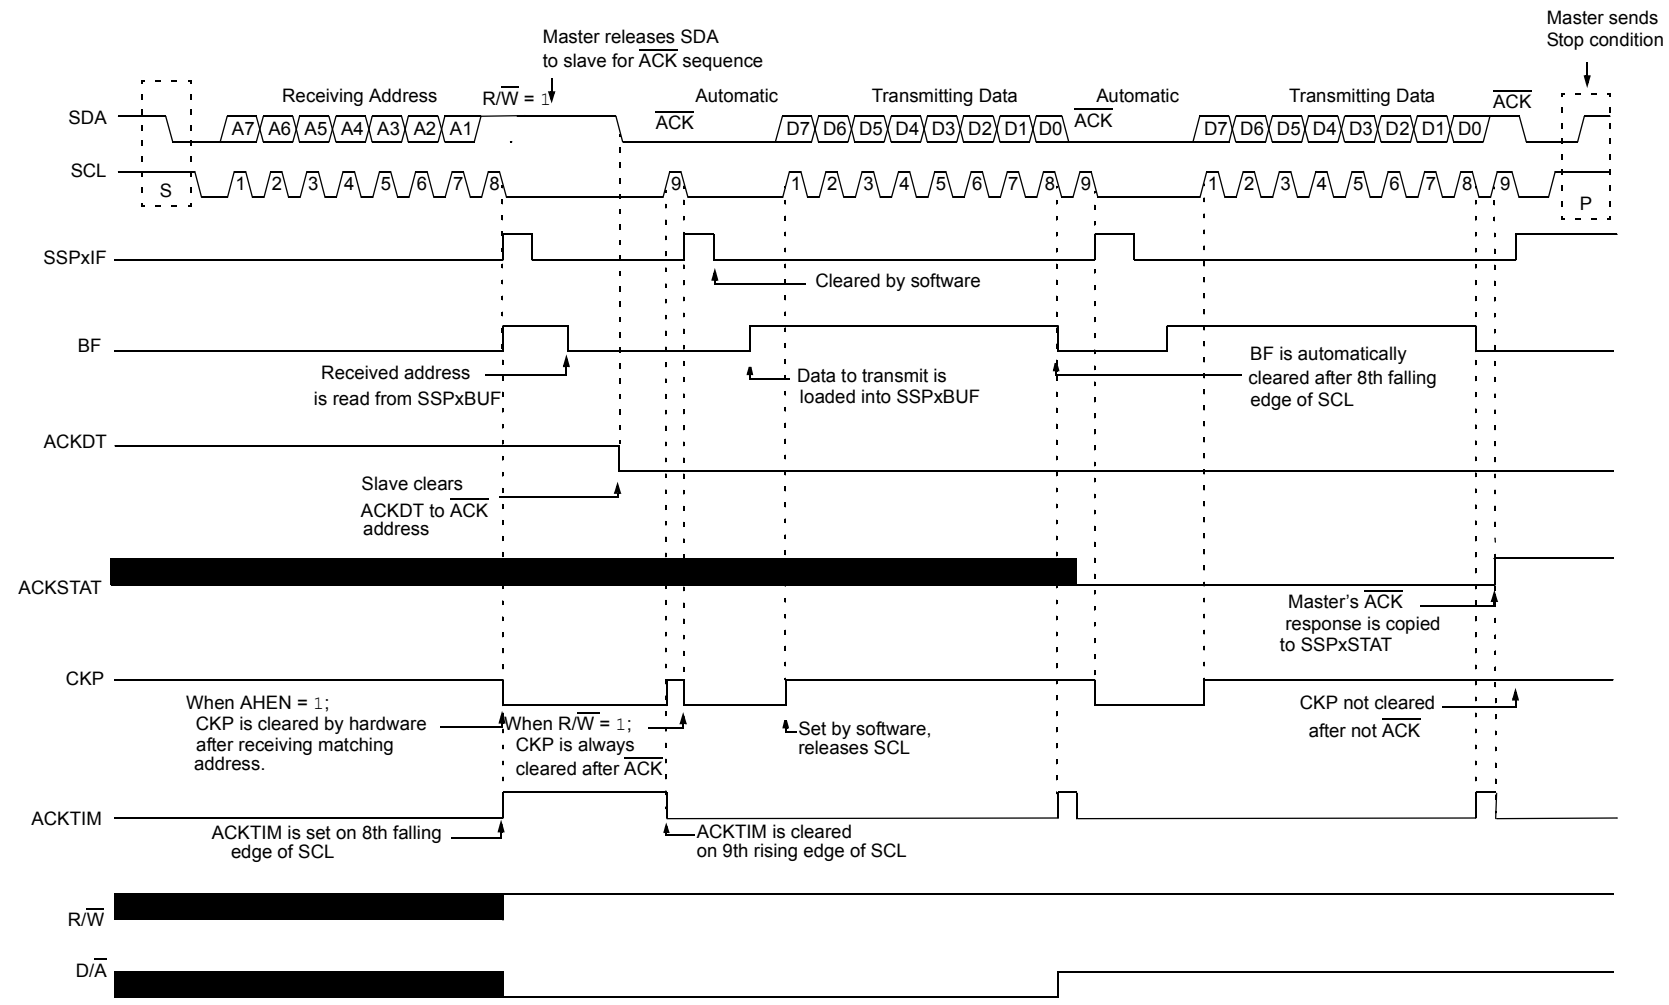 Master sends
Stop condition
Master releases SDA
to slave for ACK sequence
Receiving Address R/W = 1 Automatic Transmitting Data Automatic Transmitting Data ACK
SDA A7 A6 A5 A4 A3 A2 A1 ACK D7 D6 D5 D4 D3 D2 D1 D0 ACK D7 D6 D5 D4 D3 D2 D1 D0
SCL S 1 2 3 4 5 6 7 8 9 1 2 3 4 5 6 7 8 9 1 2 3 4 5 6 7 8 9 P
SSPxIF
Cleared by software
BF
Received address
is read from SSPxBUF
Data to transmit is
loaded into SSPxBUF
BF is automatically
cleared after 8th falling
edge of SCL
ACKDT
Slave clears
ACKDT to ACK
address
ACKSTAT
Master's ACK
response is copied
to SSPxSTAT
CKP
When AHEN = 1;
CKP is cleared by hardware
after receiving matching
address.
When R/W = 1;
CKP is always
cleared after ACK
Set by software,
releases SCL
CKP not cleared
after not ACK
ACKTIM
ACKTIM is set on 8th falling
edge of SCL
ACKTIM is cleared
on 9th rising edge of SCL
R/W
D/A